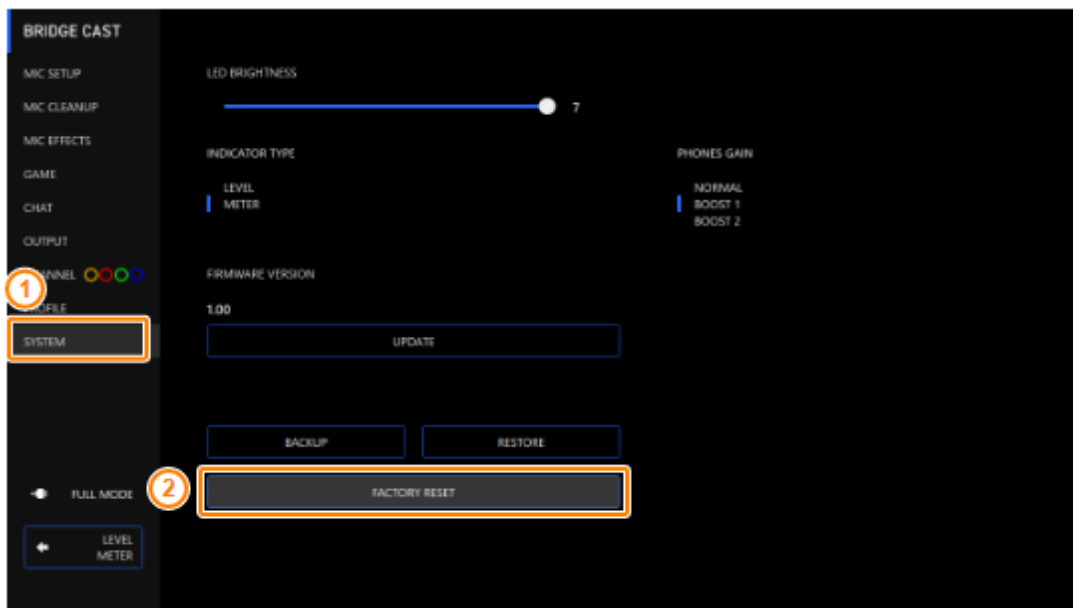 BRIDGE CAST
MIC SETUP
MIC CLEANUP
MIC EFFECTS
GAME
CHAT
OUTPUT
1
SYSTEM
FULL MODE
LEVEL
METER
LED BRIGHTNESS
7
INDICATOR TYPE
LEVEL
METER
PHONES GAIN
NORMAL
BOOST 1
BOOST 2
FIRMWARE VERSION
1.00
UPDATE
BACKUP
RESTORE
2
FACTORY RESET